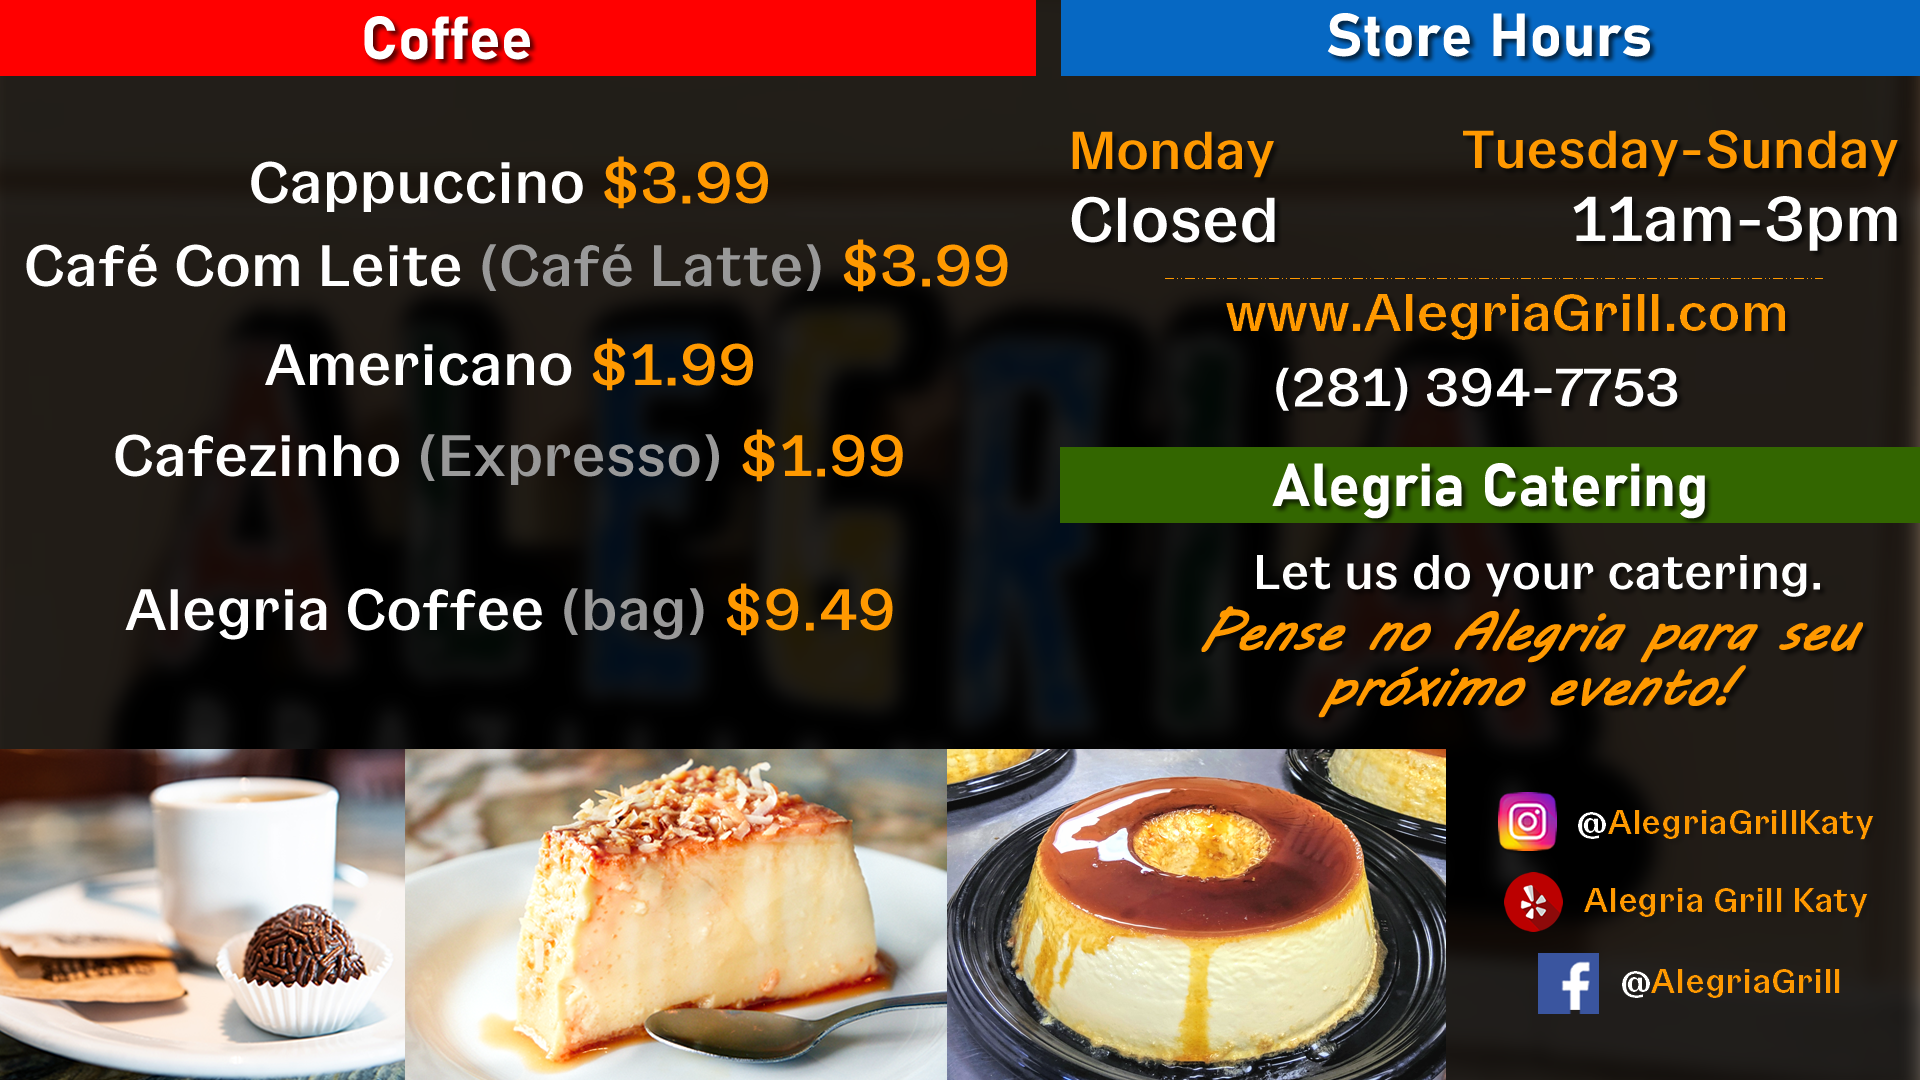 Coffee
Cappuccino $3.99
Café Com Leite (Café Latte) $3.99
Americano $1.99
Cafezinho (Expresso) $1.99
Alegria Coffee (bag) $9.49
Store Hours
Monday Tuesday-Sunday
Closed 11am-3pm
www.AlegriaGrill.com
(281) 394-7753
Alegria Catering
Let us do your catering.
Pense no Alegria para seu
próximo evento!
@AlegriaGrillKaty
Alegria Grill Katy
@AlegriaGrill
ALEGRIA